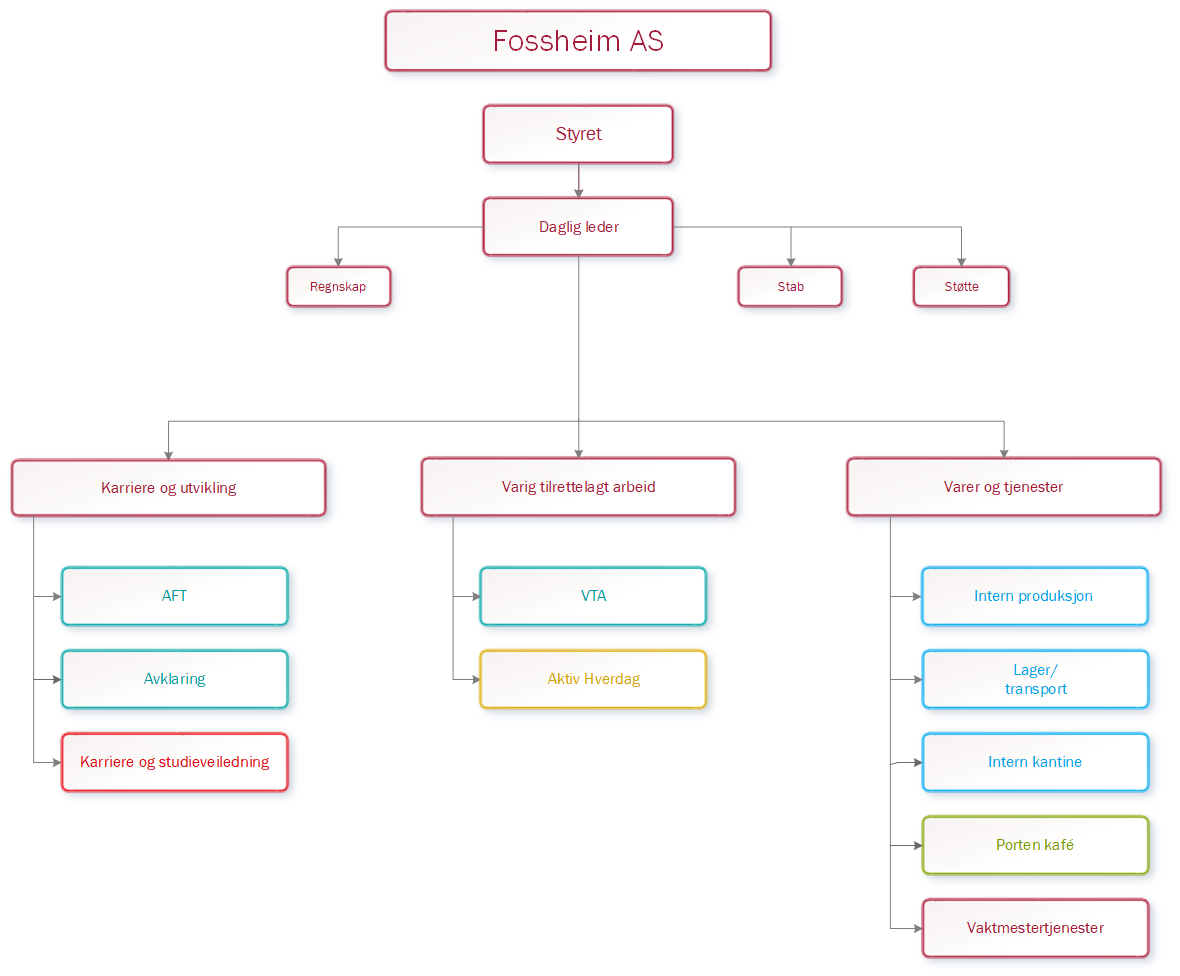 Fossheim AS
Styret
Daglig leder
Regnskap
Stab
Støtte
Karriere og utvikling
Varig tilrettelagt arbeid
Varer og tjenester
AFT
VTA
Intern produksjon
Avklaring
Aktiv Hverdag
Lager/
transport
Karriere og studieveiledning
Intern kantine
Porten kafé
Vaktmestertjenester